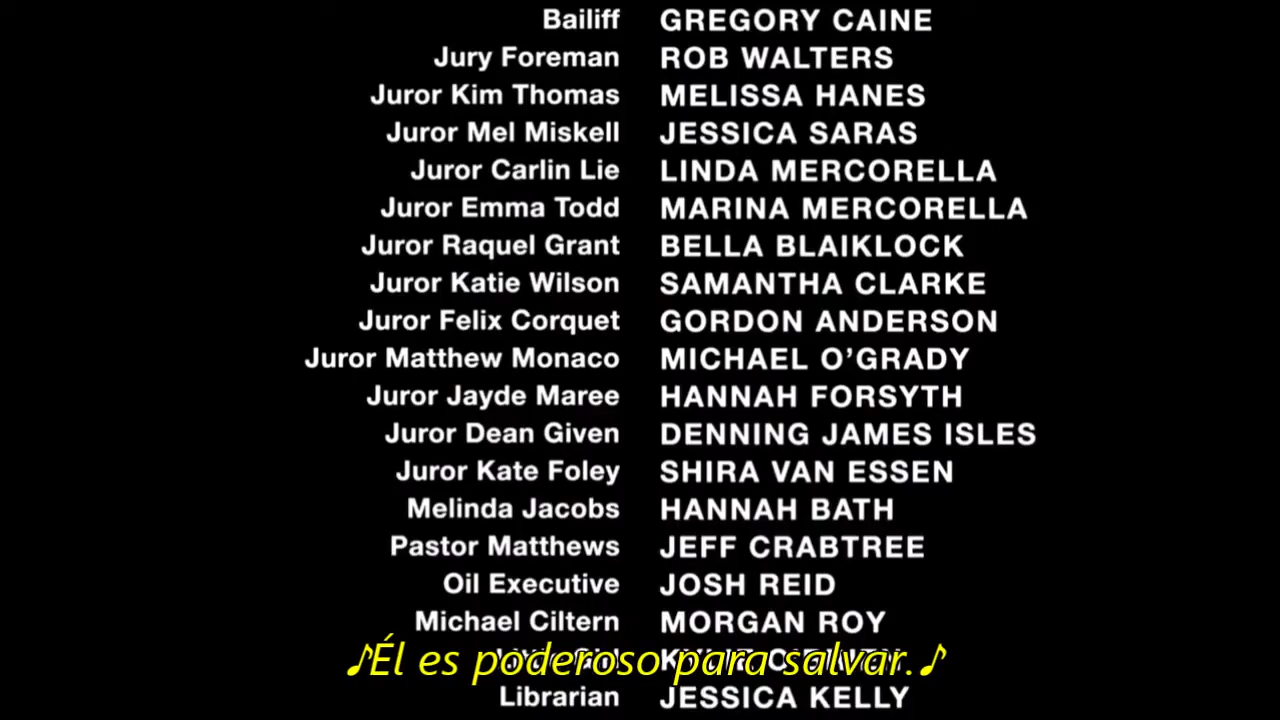 Bailiff GREGORY CAINE
Jury Foreman ROB WALTERS
Juror Kim Thomas MELISSA HANES
Juror Mel Miskell JESSICA SARAS
Juror Carlin Lie LINDA MERCORELLA
Juror Emma Todd MARINA MERCORELLA
Juror Raquel Grant BELLA BLAIKLOCK
Juror Katie Wilson SAMANTHA CLARKE
Juror Felix Corquet GORDON ANDERSON
Juror Matthew Monaco MICHAEL O’GRADY
Juror Jayde Maree HANNAH FORSYTH
Juror Dean Given DENNING JAMES ISLES
Juror Kate Foley SHIRA VAN ESSEN
Melinda Jacobs HANNAH BATH
Pastor Matthews JEFF CRABTREE
Oil Executive JOSH REID
Michael Ciltern MORGAN ROY
♪Él es poderoso para salvar.♪
Librarian JESSICA KELLY